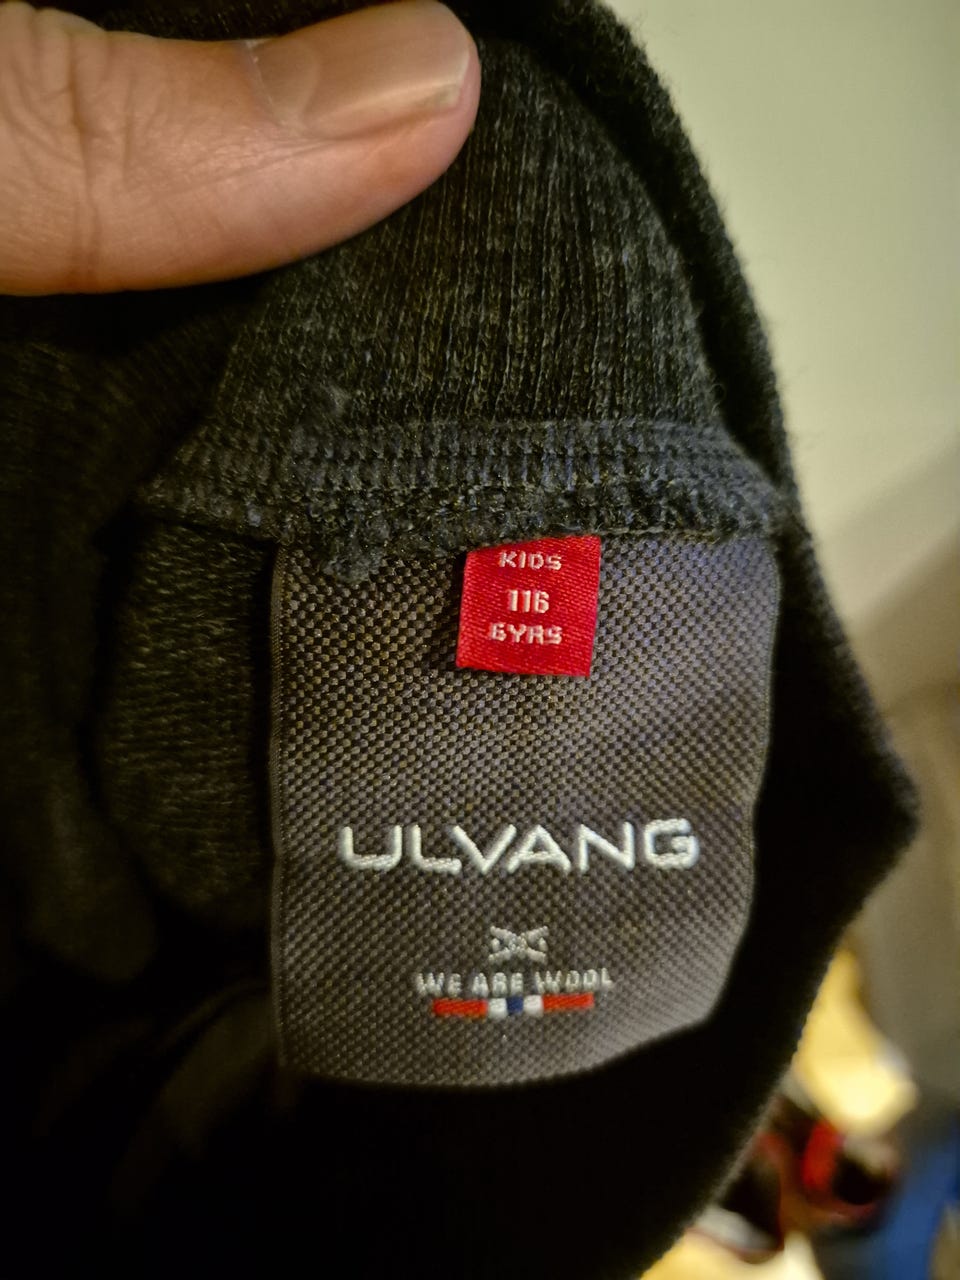 KIDS
116
6YRS
ULVANG
WE ARE WOOL